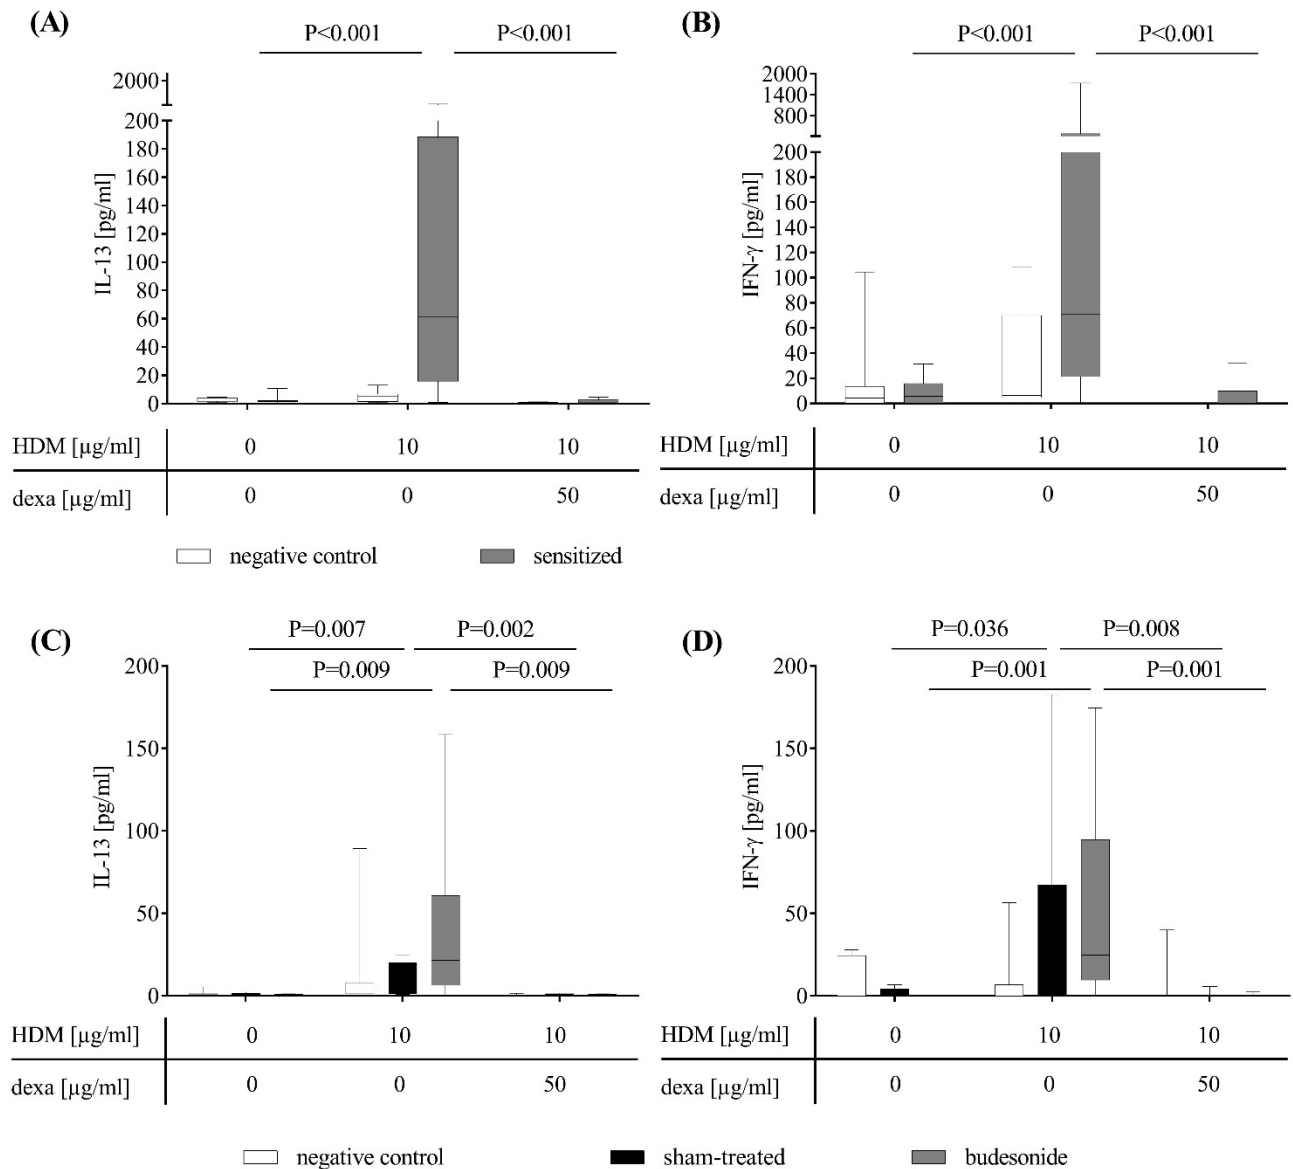 (A)
P<0.001
P<0.001
2000
200
180
160
140
120
100
80
60
40
20
0
IL-13 [pg/ml]
HDM [µg/ml]
0
10
10
dexa [µg/ml]
0
0
50
(B)
P<0.001
P<0.001
2000
1400
800
200
180
160
140
120
100
80
60
40
20
0
IFN-γ [pg/ml]
HDM [µg/ml]
0
10
10
dexa [µg/ml]
0
0
50
negative control
sensitized
(C)
P=0.007
P=0.002
P=0.009
P=0.009
200
150
100
50
0
IL-13 [pg/ml]
HDM [µg/ml]
0
10
10
dexa [µg/ml]
0
0
50
(D)
P=0.036
P=0.008
P=0.001
P=0.001
200
150
100
50
0
IFN-γ [pg/ml]
HDM [µg/ml]
0
10
10
dexa [µg/ml]
0
0
50
negative control
sham-treated
budesonide